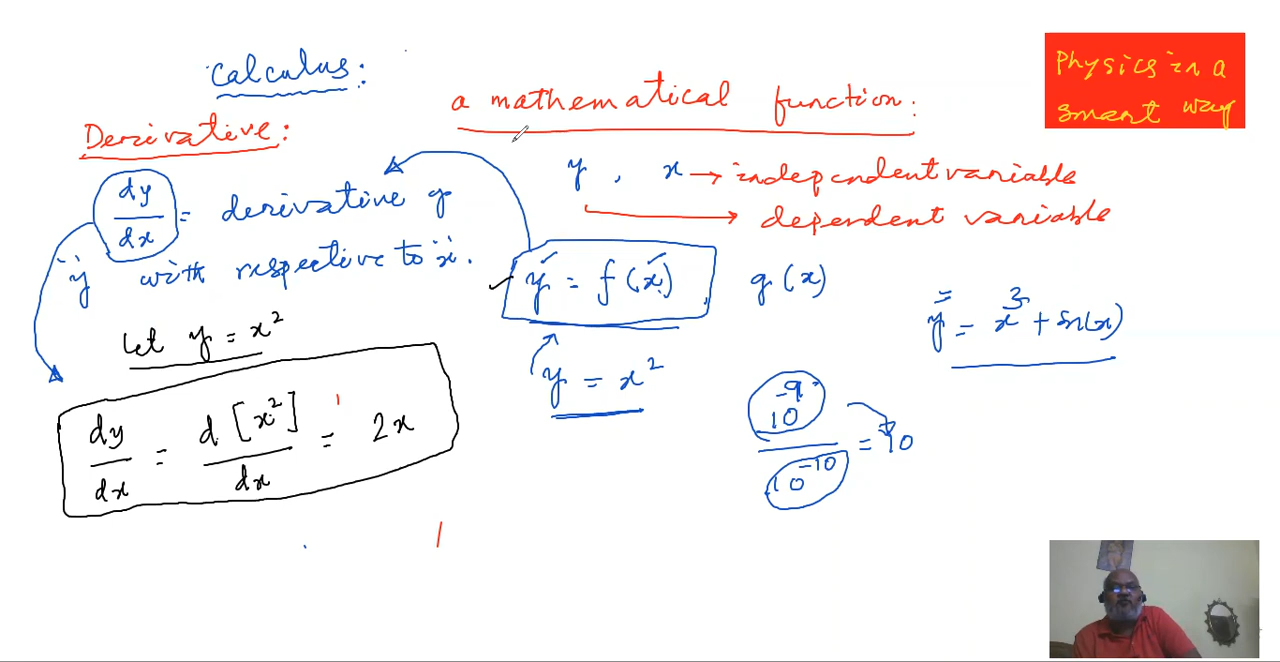 Calculus:
a mathematical function:
Physics in a
smart way
Derivative:
y , x → independent variable
→ dependent variable
dy/dx = derivative of
"y" with respective to "x".
y = f(x)
g(x)
y = x³ + sin(x)
Let y = x²
y = x²
dy/dx = d[x²]/dx = 2x
10⁻⁹/10⁻¹⁰ = 10